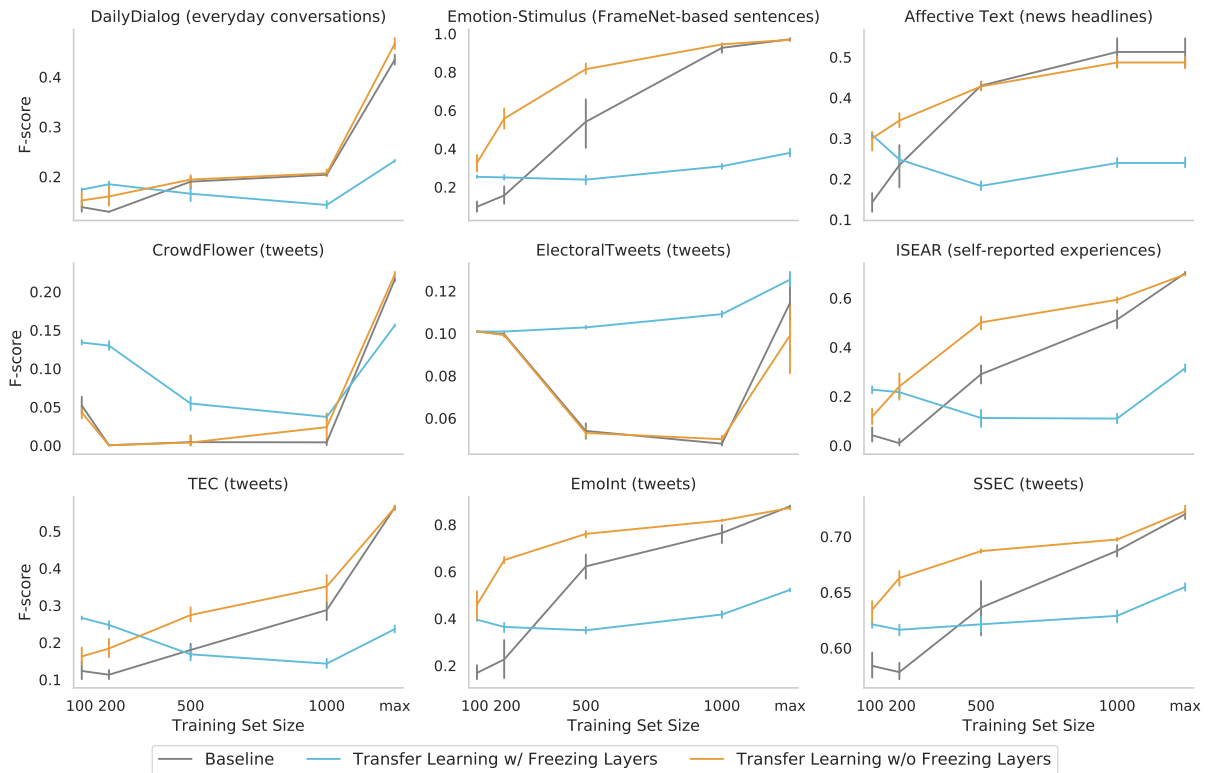 DailyDialog (everyday conversations)
Emotion-Stimulus (FrameNet-based sentences)
Affective Text (news headlines)
F-score
0.4
0.3
0.2
1.0
0.8
0.6
0.4
0.2
0.5
0.4
0.3
0.2
0.1
CrowdFlower (tweets)
ElectoralTweets (tweets)
ISEAR (self-reported experiences)
F-score
0.20
0.15
0.10
0.05
0.00
0.12
0.10
0.08
0.06
0.6
0.4
0.2
0.0
TEC (tweets)
EmoInt (tweets)
SSEC (tweets)
F-score
0.5
0.4
0.3
0.2
0.1
0.8
0.6
0.4
0.2
0.70
0.65
0.60
100 200 500 1000 max
100 200 500 1000 max
100 200 500 1000 max
Training Set Size
Training Set Size
Training Set Size
Baseline
Transfer Learning w/ Freezing Layers
Transfer Learning w/o Freezing Layers